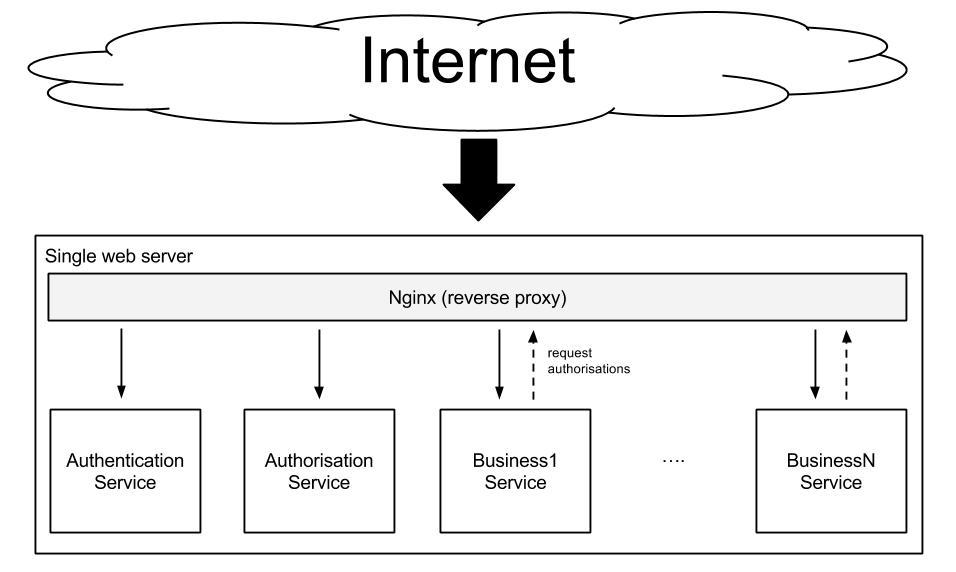 Internet
Single web server
Nginx (reverse proxy)
request
authorisations
Authentication
Service
Authorisation
Service
Business1
Service
....
BusinessN
Service